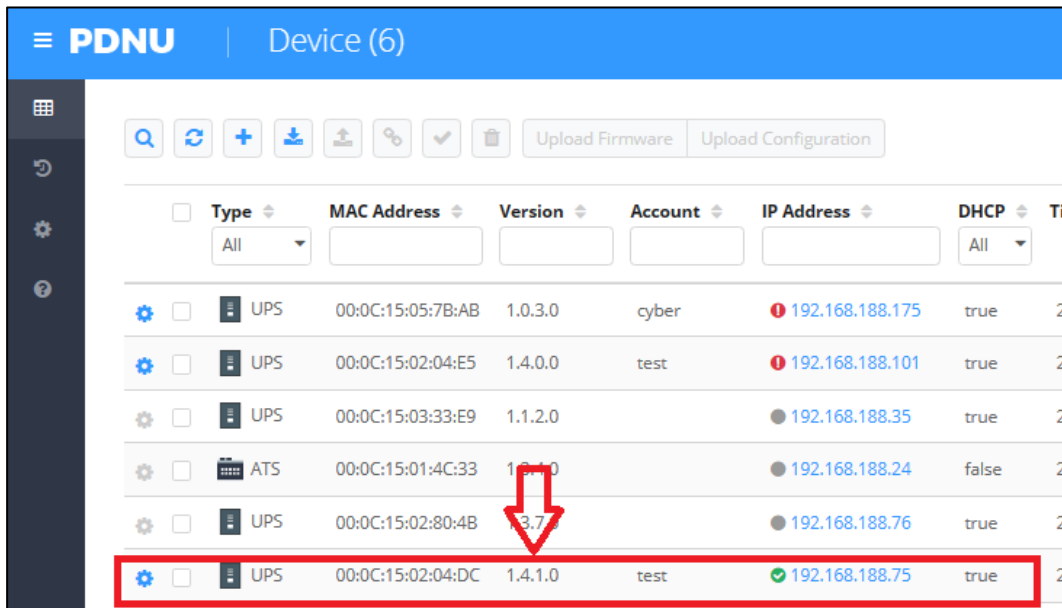 PDNU Device (6)
Upload Firmware Upload Configuration
Type MAC Address Version Account IP Address DHCP
All All
UPS 00:0C:15:05:7B:AB 1.0.3.0 cyber 192.168.188.175 true
UPS 00:0C:15:02:04:E5 1.4.0.0 test 192.168.188.101 true
UPS 00:0C:15:03:33:E9 1.1.2.0 192.168.188.35 true
ATS 00:0C:15:01:4C:33 192.168.188.24 false
UPS 00:0C:15:02:80:4B 192.168.188.76 true
UPS 00:0C:15:02:04:DC 1.4.1.0 test 192.168.188.75 true